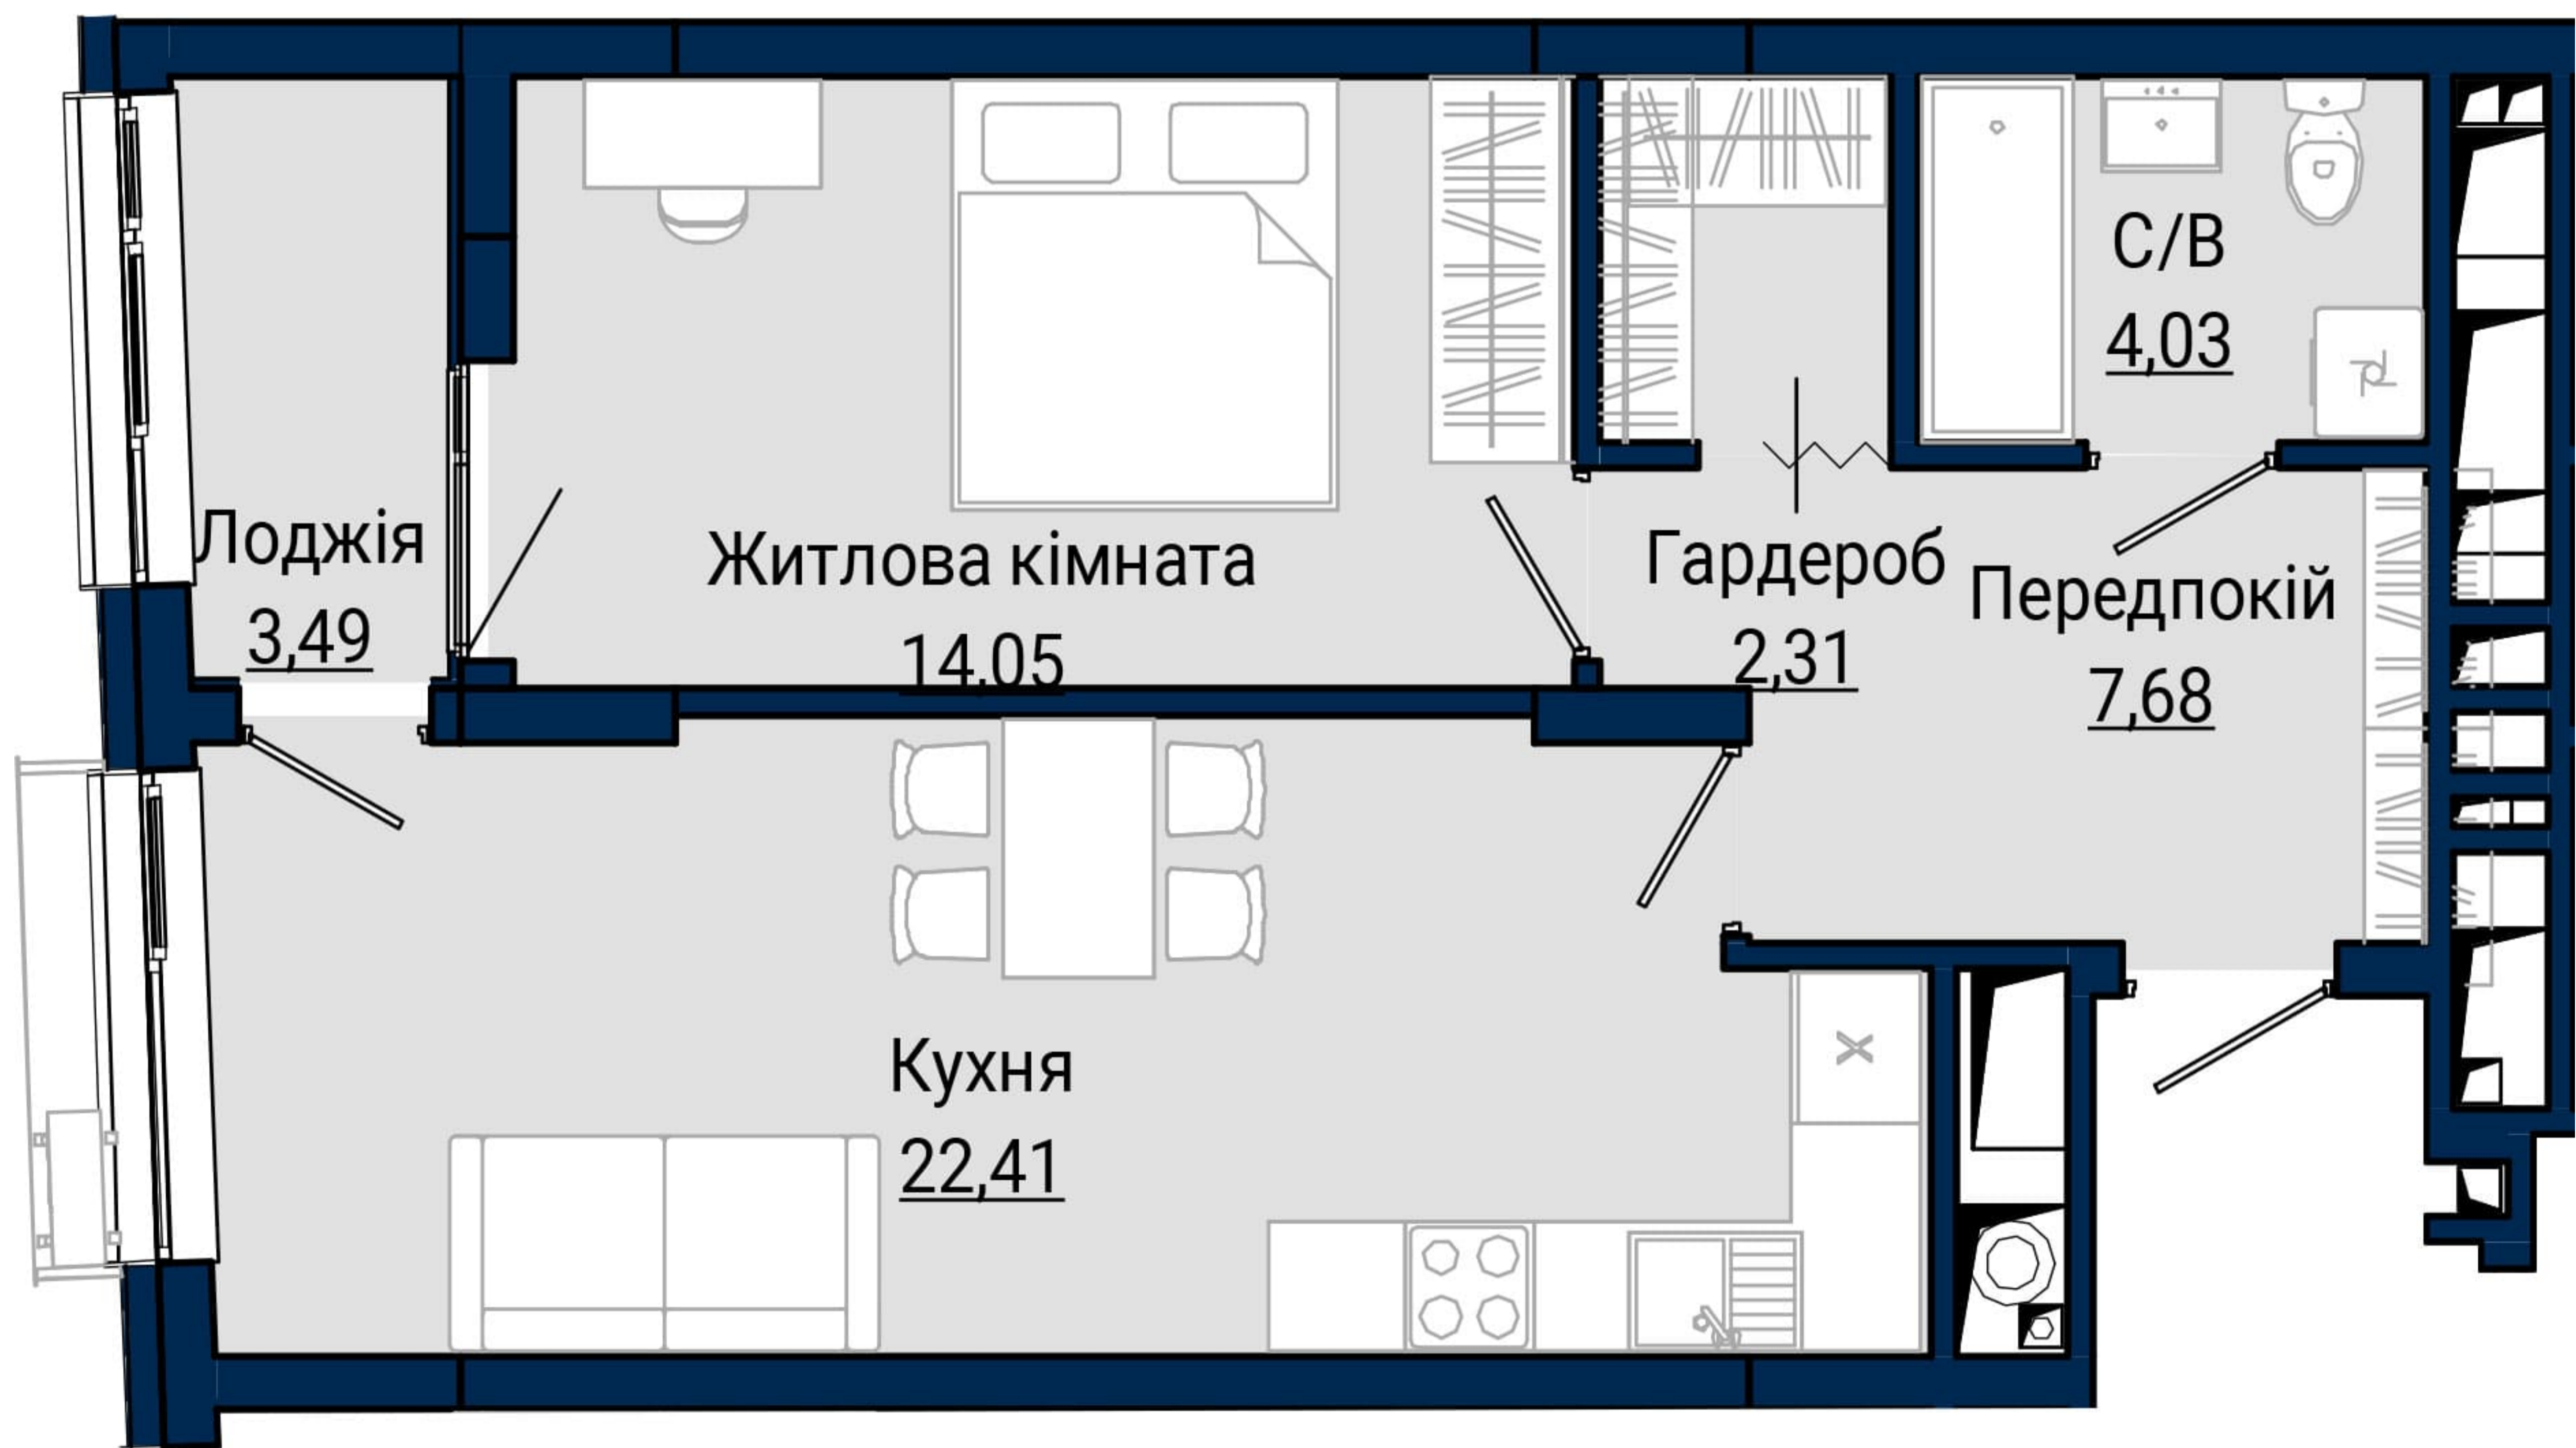 С/В
4,03
Лоджія
3,49
Житлова кімната
14,05
Гардероб
2,31
Передпокій
7,68
Кухня
22,41